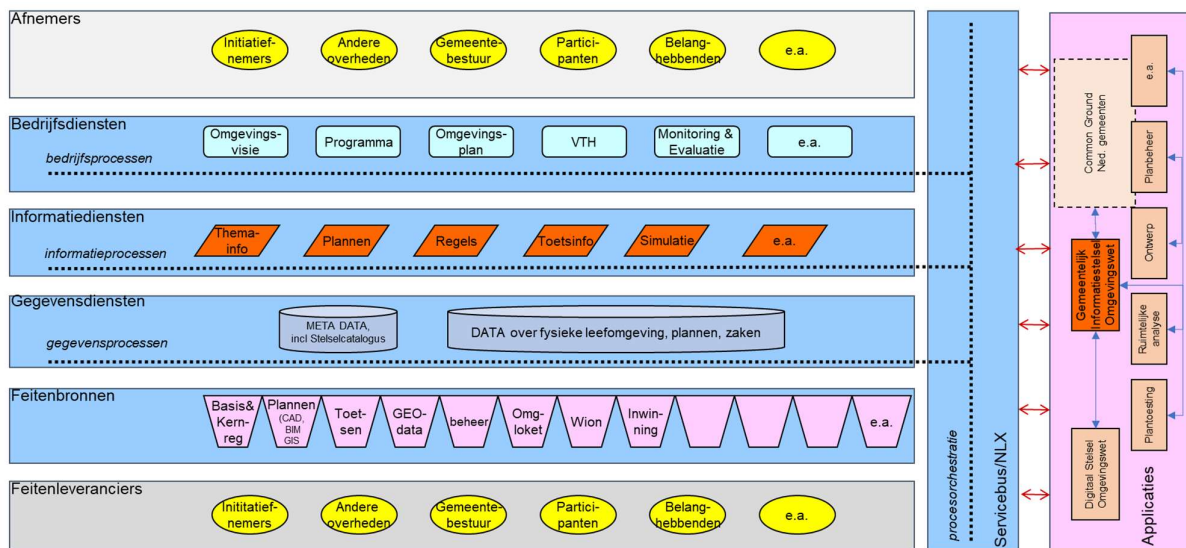 Afnemers
Initiatief-
nemers
Andere
overheden
Gemeente-
bestuur
Partici-
panten
Belang-
hebbenden
e.a.
Bedrijfsdiensten
bedrijfsprocessen
Omgevings-
visie
Programma
Omgevings-
plan
VTH
Monitoring &
Evaluatie
e.a.
Informatiediensten
informatieprocessen
Thema-
info
Plannen
Regels
Toetsinfo
Simulatie
e.a.
Gegevensdiensten
gegevensprocessen
META DATA,
incl Stelselcatalogus
DATA over fysieke leefomgeving, plannen, zaken
Feitenbronnen
Basis&
Kern-
reg
Plannen
(CAD,
BIM
GIS
Toet-
sen
GEO-
data
beheer
Omg
loket
Wion
Inwin-
ning
e.a.
Feitenleveranciers
Inititatief-
nemers
Andere
overheden
Gemeente-
bestuur
Partici-
panten
Belang-
hebbenden
e.a.
procesorchestratie
Servicebus/NLX
Common Ground
Ned. gemeenten
Gemeentelijk
Informatiestelsel
Omgevingswet
Digitaal Stelsel
Omgevingswet
e.a.
Planbeheer
Ontwerp
Ruimtelijke
analyse
Plantoesting
Applicaties